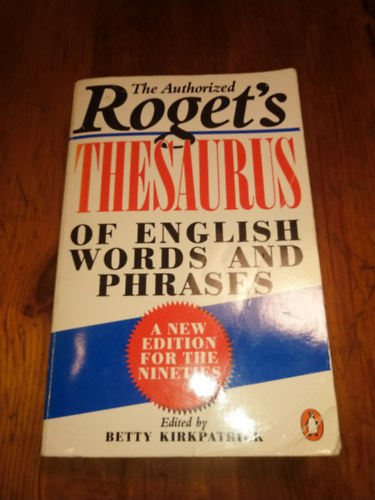 The Authorized
Roget's
THESAURUS
OF ENGLISH
WORDS AND
PHRASES
A NEW
EDITION
FOR THE
NINETIES
Edited by
BETTY KIRKPATRICK